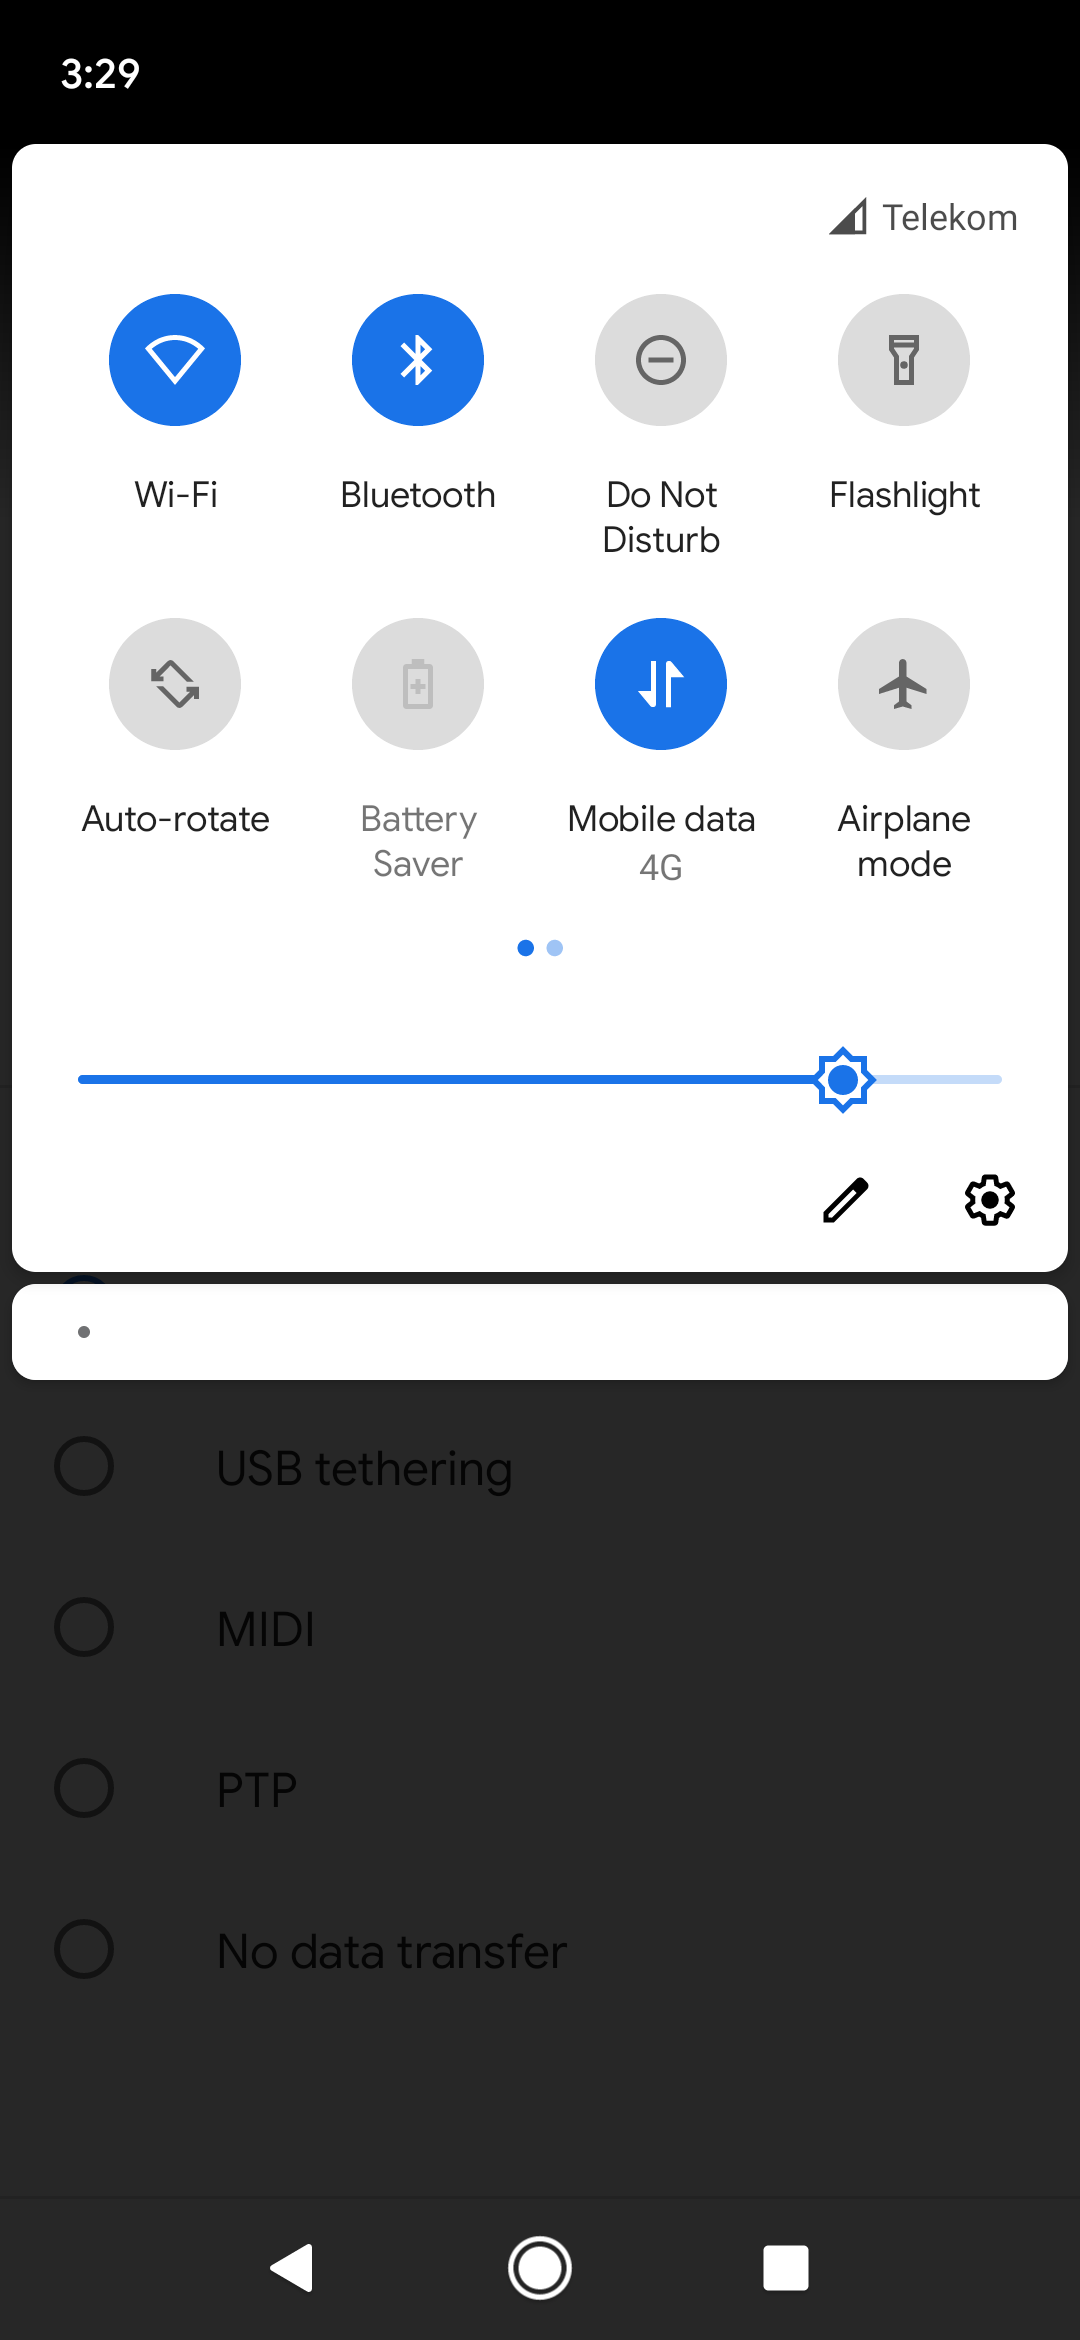 3:29
Telekom
Wi-Fi
Bluetooth
Do Not
Disturb
Flashlight
Auto-rotate
Battery
Saver
Mobile data
4G
Airplane
mode
USB tethering
MIDI
PTP
No data transfer